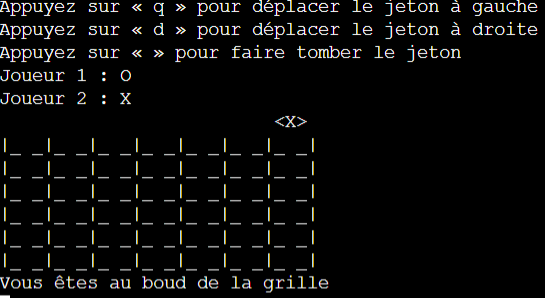 Appuyez sur « q » pour déplacer le jeton à gauche
Appuyez sur « d » pour déplacer le jeton à droite
Appuyez sur « » pour faire tomber le jeton
Joueur 1 : O
Joueur 2 : X
<X>
|_ _|_ _|_ _|_ _|_ _|_ _|_ _|
|_ _|_ _|_ _|_ _|_ _|_ _|_ _|
|_ _|_ _|_ _|_ _|_ _|_ _|_ _|
|_ _|_ _|_ _|_ _|_ _|_ _|_ _|
|_ _|_ _|_ _|_ _|_ _|_ _|_ _|
|_ _|_ _|_ _|_ _|_ _|_ _|_ _|
Vous êtes au boud de la grille